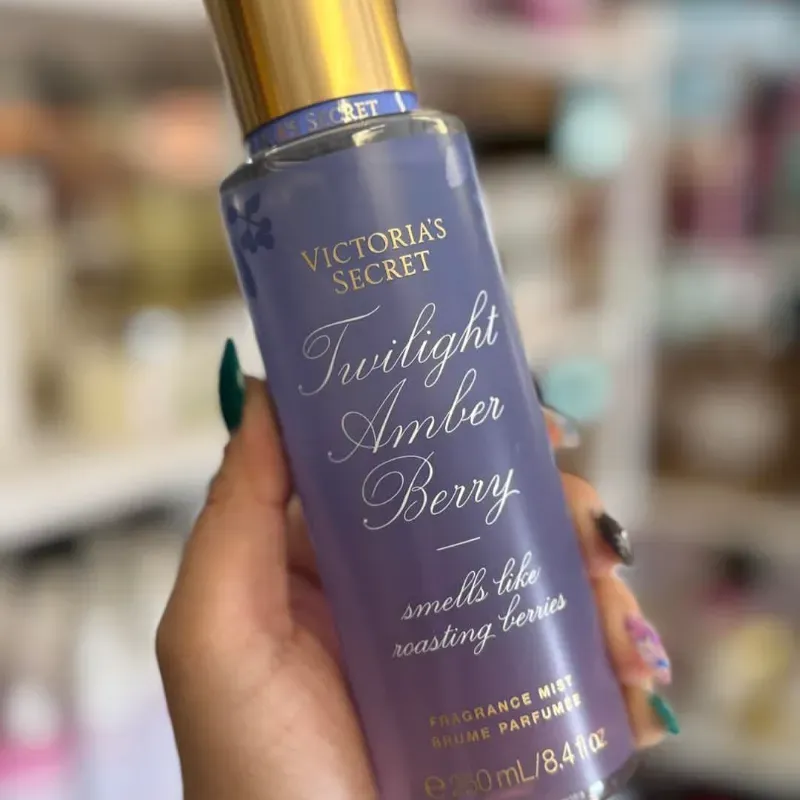 SECRET
VICTORIA'S
SECRET
Twilight
Amber
Berry
smells like
roasting berries
FRAGRANCE MIST
BRUME PARFUMÉE
e 250 mL/8.4 fl oz